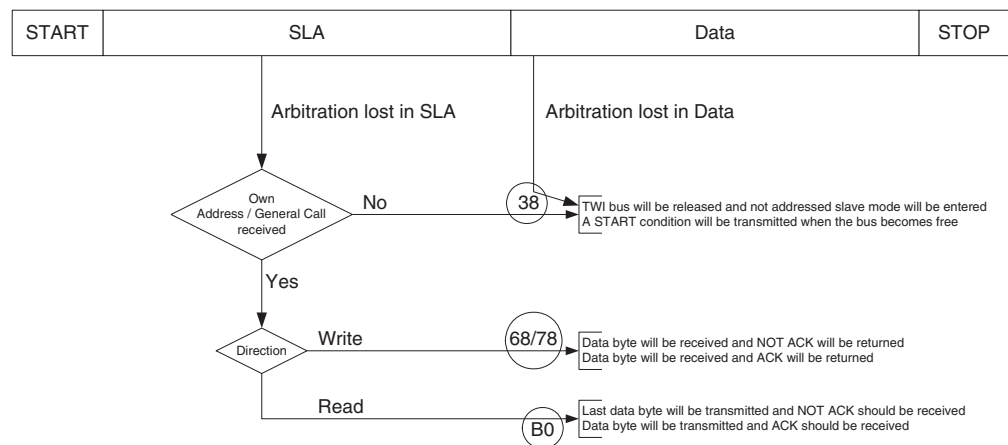 START SLA Data STOP
Arbitration lost in SLA Arbitration lost in Data
Own
Address / General Call
received
No
38
TWI bus will be released and not addressed slave mode will be entered
A START condition will be transmitted when the bus becomes free
Yes
Direction
Write
68/78
Data byte will be received and NOT ACK will be returned
Data byte will be received and ACK will be returned
Read
B0
Last data byte will be transmitted and NOT ACK should be received
Data byte will be transmitted and ACK should be received